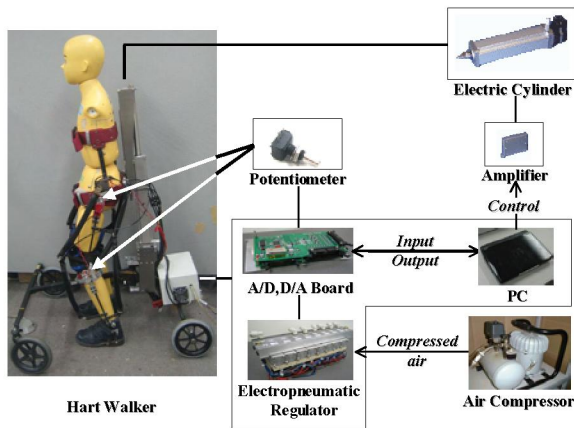 Electric Cylinder
Potentiometer
Amplifier
Control
Input
Output
A/D,D/A Board
PC
Compressed
air
Electropneumatic
Regulator
Air Compressor
Hart Walker